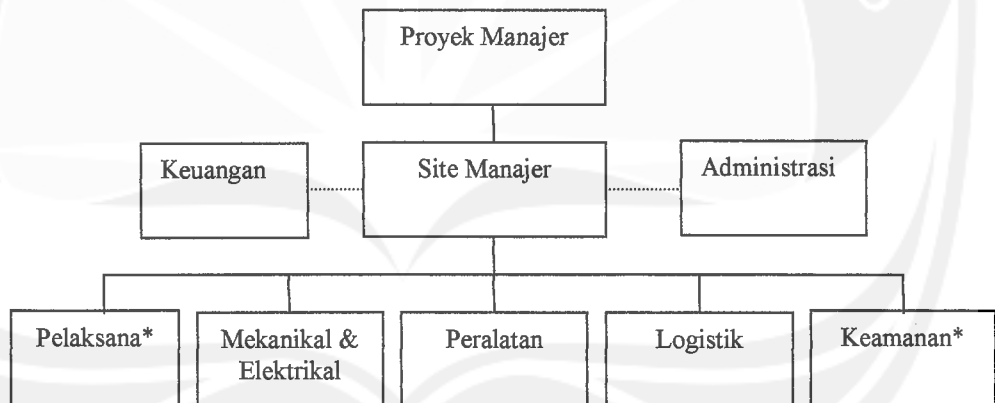 Proyek Manajer
Keuangan
Site Manajer
Administrasi
Pelaksana*
Mekanikal &
Elektrikal
Peralatan
Logistik
Keamanan*